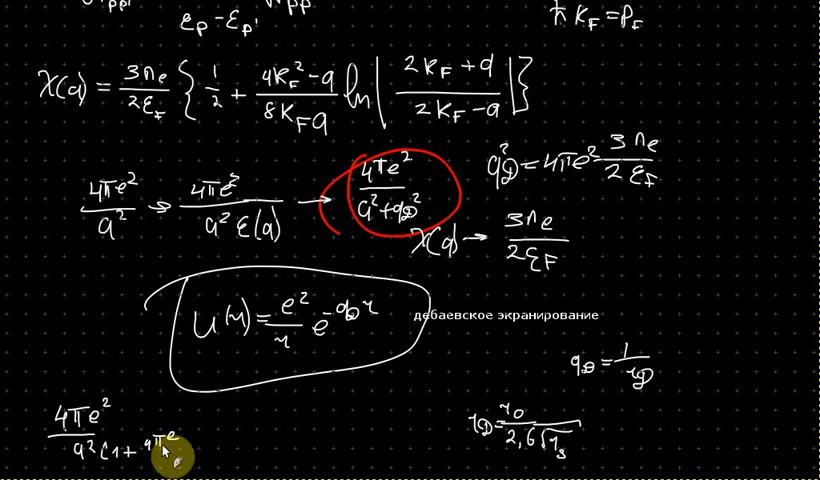 ε_P - ε_P'
ħ K_F = P_F
χ(q) = 3n_e / 2ε_F { 1/2 + (4K_F² - q) / (8K_F q) ln | (2K_F + q) / (2K_F - q) | }
4πe² / q² → 4πe² / (q² ε(q)) → 4πe² / (q² + q_D²)
q_D² = 4πe² 3n_e / 2ε_F
χ(q) → 3n_e / 2ε_F
U(r) = e² / r e^(-q_D r)
дебаевское экранирование
q_D = 1 / r_D
4πe² / q² (1 + 4πe
r_D = r_0 / 2,6√r_s